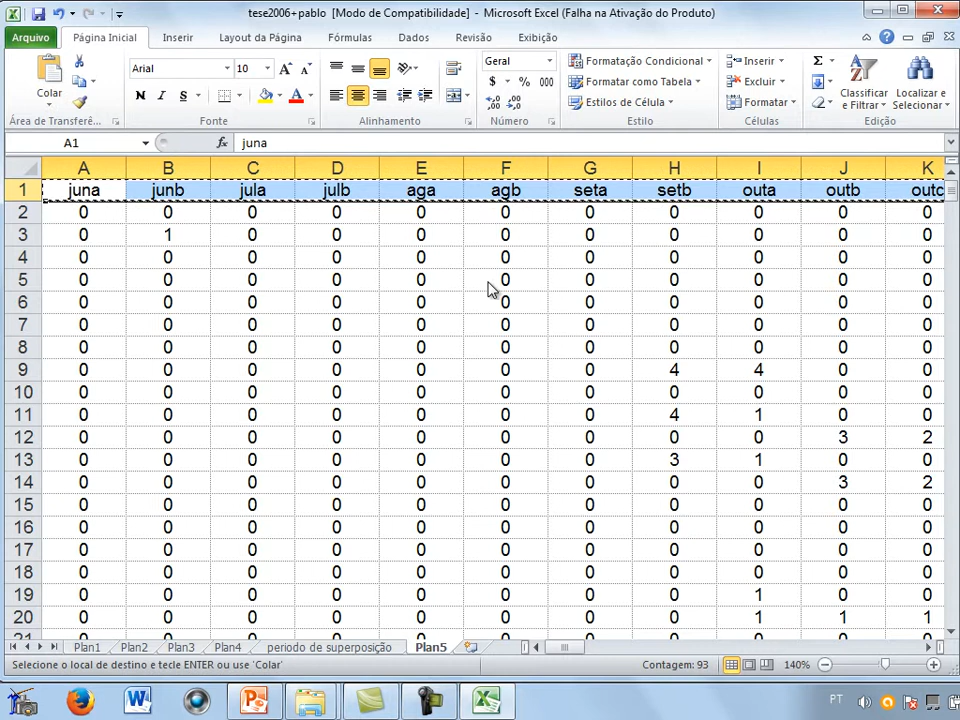 tese2006+pablo [Modo de Compatibilidade] - Microsoft Excel (Falha na Ativação do Produto)
Arquivo Página Inicial Inserir Layout da Página Fórmulas Dados Revisão Exibição
Colar
Área de Transferê...
Arial 10
N I S
Fonte
Alinhamento
Geral
$ % 000
Número
Formatação Condicional
Formatar como Tabela
Estilos de Célula
Estilo
Inserir
Excluir
Formatar
Células
Classificar e Filtrar
Localizar e Selecionar
Edição
A1 fx juna
A B C D E F G H I J K
1 juna junb jula julb aga agb seta setb outa outb outc
2 0 0 0 0 0 0 0 0 0 0 0
3 0 1 0 0 0 0 0 0 0 0 0
4 0 0 0 0 0 0 0 0 0 0 0
5 0 0 0 0 0 0 0 0 0 0 0
6 0 0 0 0 0 0 0 0 0 0 0
7 0 0 0 0 0 0 0 0 0 0 0
8 0 0 0 0 0 0 0 0 0 0 0
9 0 0 0 0 0 0 0 4 4 0 0
10 0 0 0 0 0 0 0 0 0 0 0
11 0 0 0 0 0 0 0 4 1 0 0
12 0 0 0 0 0 0 0 0 0 3 2
13 0 0 0 0 0 0 0 3 1 0 0
14 0 0 0 0 0 0 0 0 0 3 2
15 0 0 0 0 0 0 0 0 0 0 0
16 0 0 0 0 0 0 0 0 0 0 0
17 0 0 0 0 0 0 0 0 0 0 0
18 0 0 0 0 0 0 0 0 0 0 0
19 0 0 0 0 0 0 0 0 1 0 0
20 0 0 0 0 0 0 0 0 1 1 1
Plan1 Plan2 Plan3 Plan4 periodo de superposição Plan5
Selecione o local de destino e tecle ENTER ou use 'Colar' Contagem: 93 140%
PT